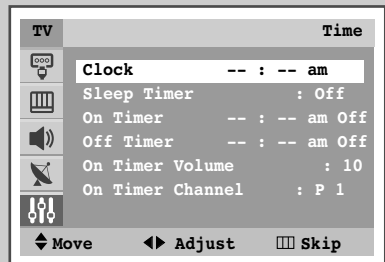 TV Time
Clock -- : -- am
Sleep Timer : Off
On Timer -- : -- am Off
Off Timer -- : -- am Off
On Timer Volume : 10
On Timer Channel : P 1
Move Adjust Skip